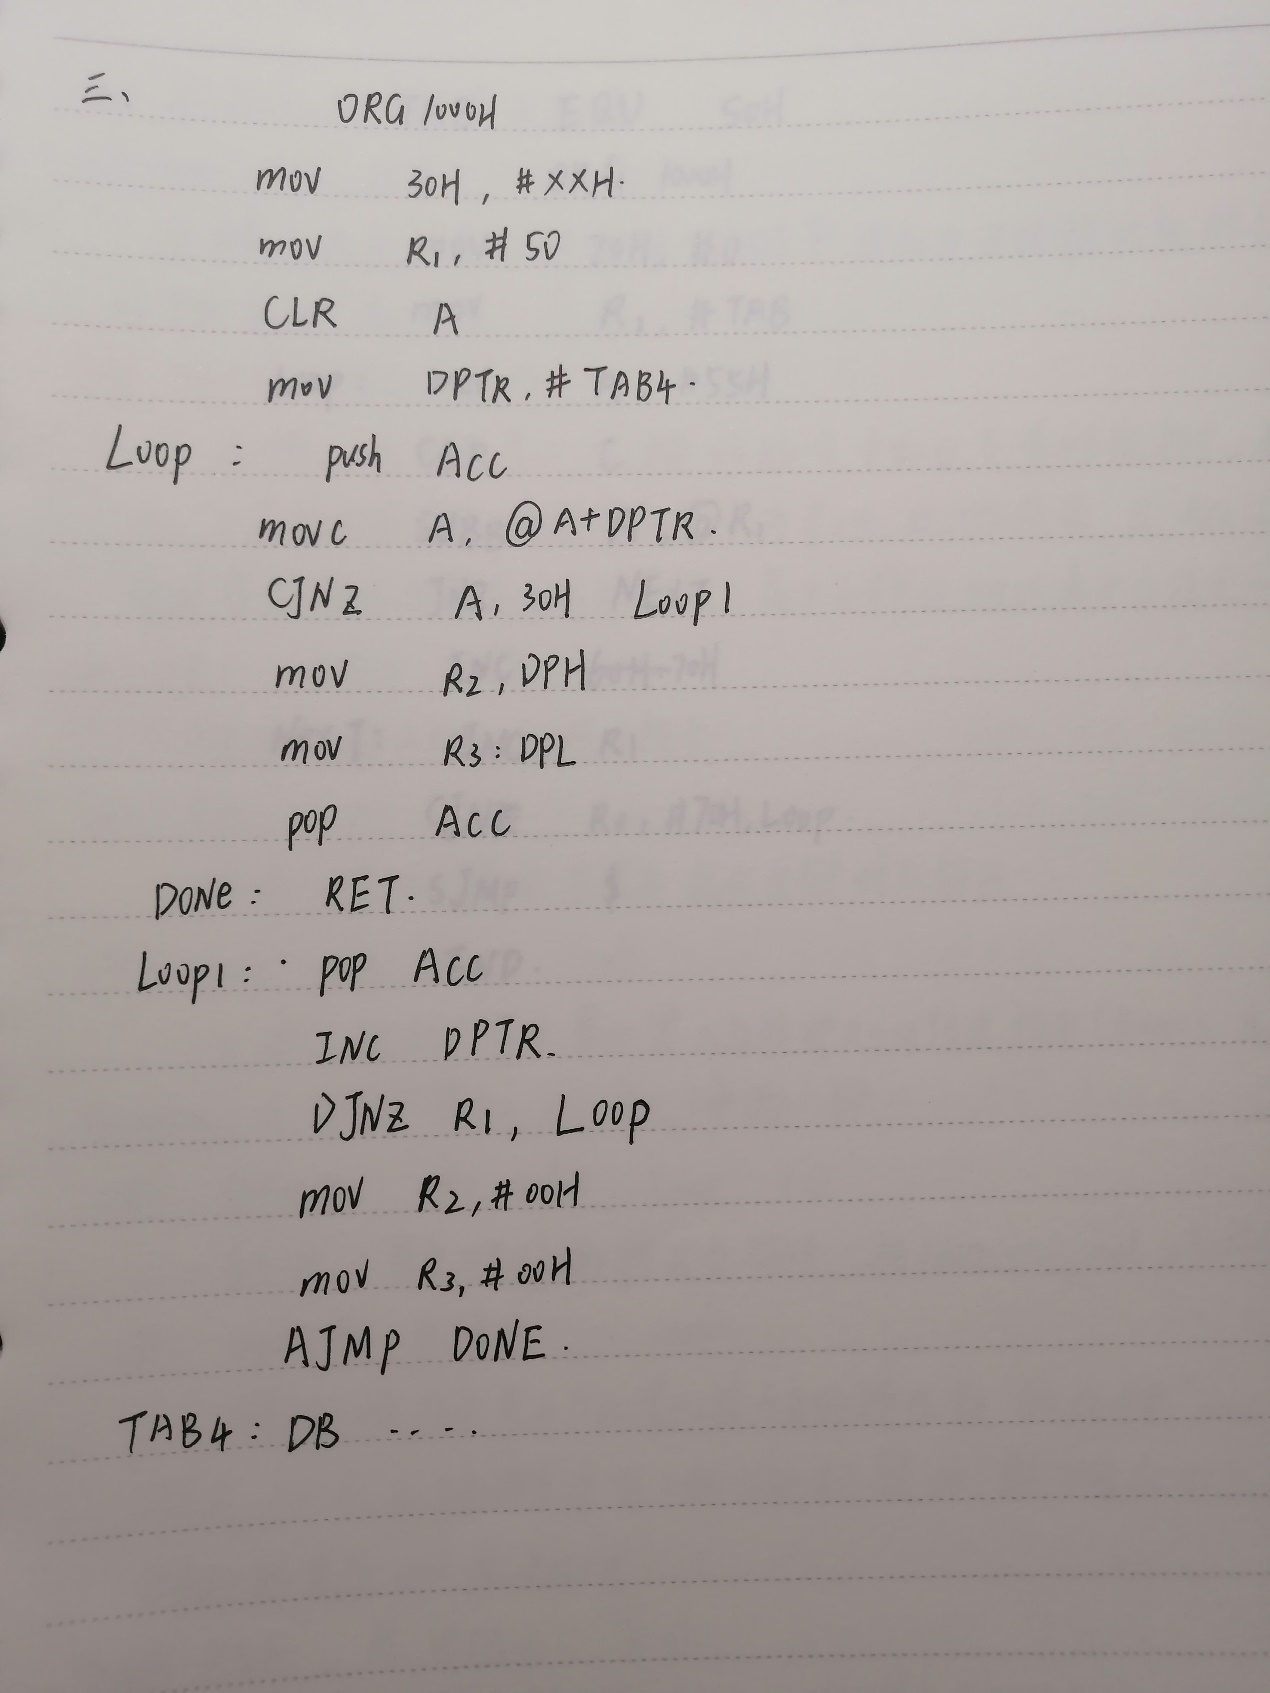 三、 ORG 1000H
mov 30H, #XXH.
mov R1, #50
CLR A
mov DPTR, #TAB4.
Loop: push ACC
movc A, @A+DPTR.
CJNZ A, 30H Loop1
mov R2, DPH
mov R3: DPL
pop ACC
DONe: RET.
Loop1: · pop ACC
INC DPTR.
DJNZ R1, Loop
mov R2, #00H
mov R3, #00H
AJMP DONE.
TAB4: DB ----.